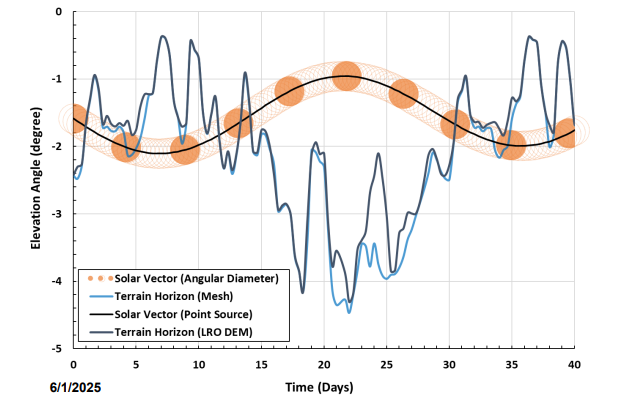 0
-1
-2
-3
-4
-5
Elevation Angle (degree)
Solar Vector (Angular Diameter)
Terrain Horizon (Mesh)
Solar Vector (Point Source)
Terrain Horizon (LRO DEM)
0 5 10 15 20 25 30 35 40
6/1/2025
Time (Days)